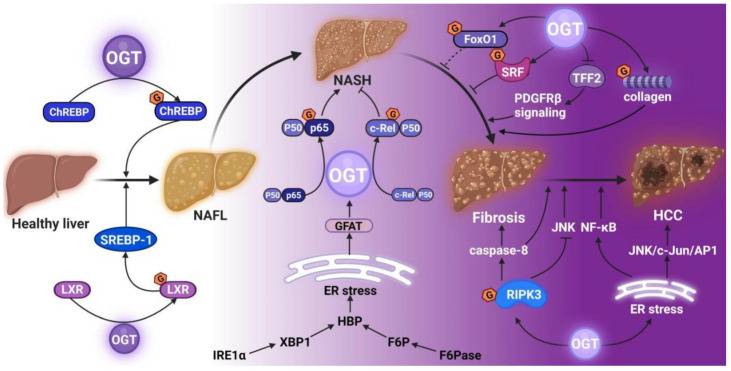 OGT
ChREBP
G
ChREBP
Healthy liver
NAFL
SREBP-1
LXR
G
LXR
OGT
NASH
G
P50
p65
G
c-Rel
P50
P50
p65
OGT
c-Rel
P50
GFAT
ER stress
HBP
XBP1
IRE1α
F6P
F6Pase
G
FoxO1
OGT
G
SRF
TFF2
G
collagen
PDGFRβ
signaling
Fibrosis
HCC
caspase-8
JNK
NF-κB
JNK/c-Jun/AP1
G
RIPK3
ER stress
OGT